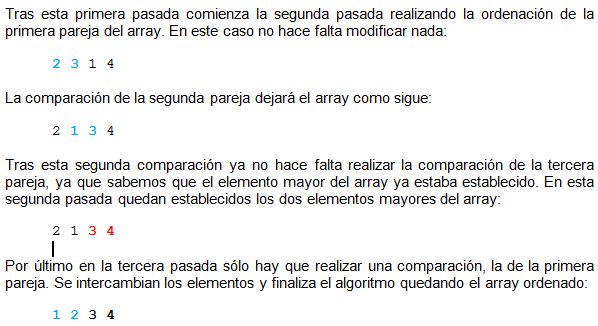 Tras esta primera pasada comienza la segunda pasada realizando la ordenación de la
primera pareja del array. En este caso no hace falta modificar nada:
2 3 1 4
La comparación de la segunda pareja dejará el array como sigue:
2 1 3 4
Tras esta segunda comparación ya no hace falta realizar la comparación de la tercera
pareja, ya que sabemos que el elemento mayor del array ya estaba establecido. En esta
segunda pasada quedan establecidos los dos elementos mayores del array:
2 1 3 4
Por último en la tercera pasada sólo hay que realizar una comparación, la de la primera
pareja. Se intercambian los elementos y finaliza el algoritmo quedando el array ordenado:
1 2 3 4